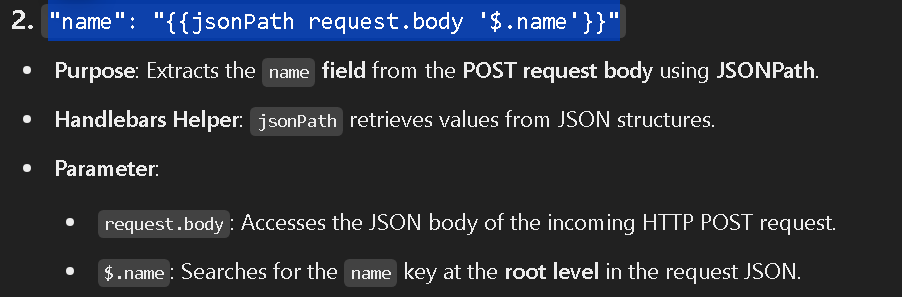 2. "name": "{{jsonPath request.body '$.name'}}"
• Purpose: Extracts the name field from the POST request body using JSONPath.
• Handlebars Helper: jsonPath retrieves values from JSON structures.
• Parameter:
• request.body: Accesses the JSON body of the incoming HTTP POST request.
• $.name: Searches for the name key at the root level in the request JSON.